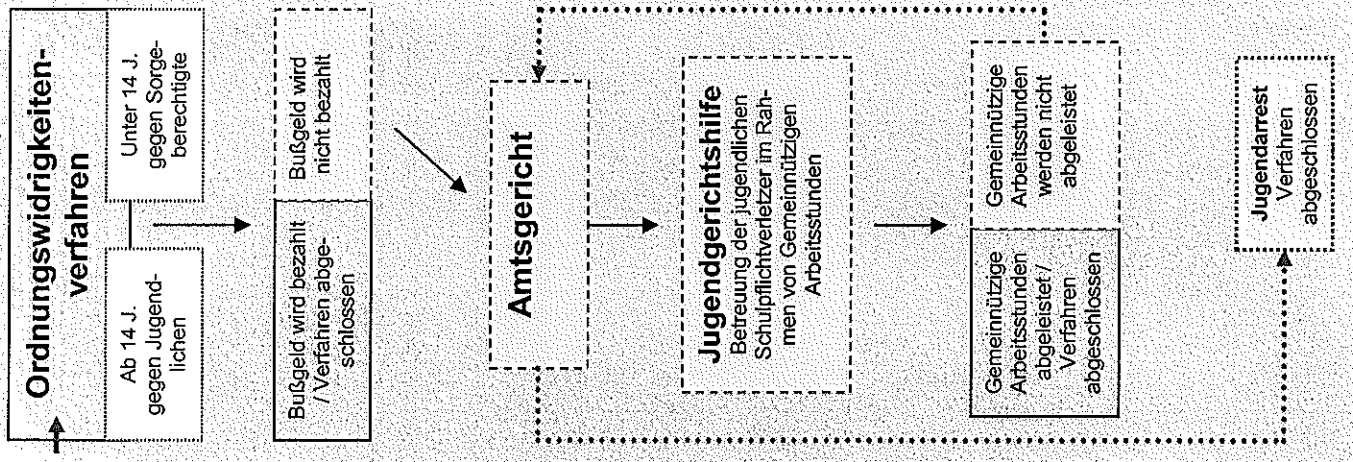 Ordnungswidrigkeiten-
verfahren
Ab 14 J.
gegen Jugend-
lichen
Unter 14 J.
gegen Sorge-
berechtigte
Bußgeld wird bezahlt
/ Verfahren abge-
schlossen
Bußgeld wird
nicht bezahlt
Amtsgericht
Jugendgerichtshilfe
Betreuung der jugendlichen
Schulpflichtverletzer im Rah-
men von Gemeinnützigen
Arbeitsstunden
Gemeinnützige
Arbeitsstunden
abgeleistet /
Verfahren
abgeschlossen
Gemeinnützige
Arbeitsstunden
werden nicht
abgeleistet
Jugendarrest
Verfahren
abgeschlossen